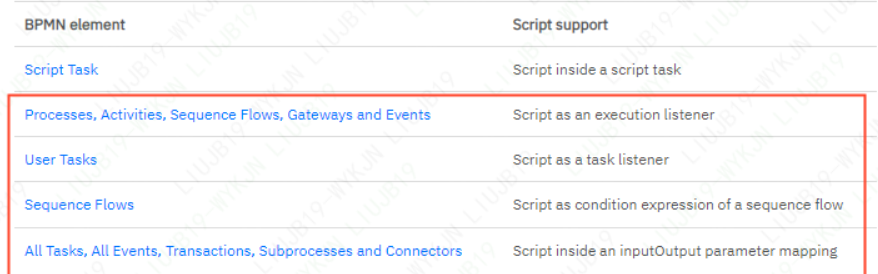 BPMN element Script support
Script Task Script inside a script task
Processes, Activities, Sequence Flows, Gateways and Events Script as an execution listener
User Tasks Script as a task listener
Sequence Flows Script as condition expression of a sequence flow
All Tasks, All Events, Transactions, Subprocesses and Connectors Script inside an inputOutput parameter mapping